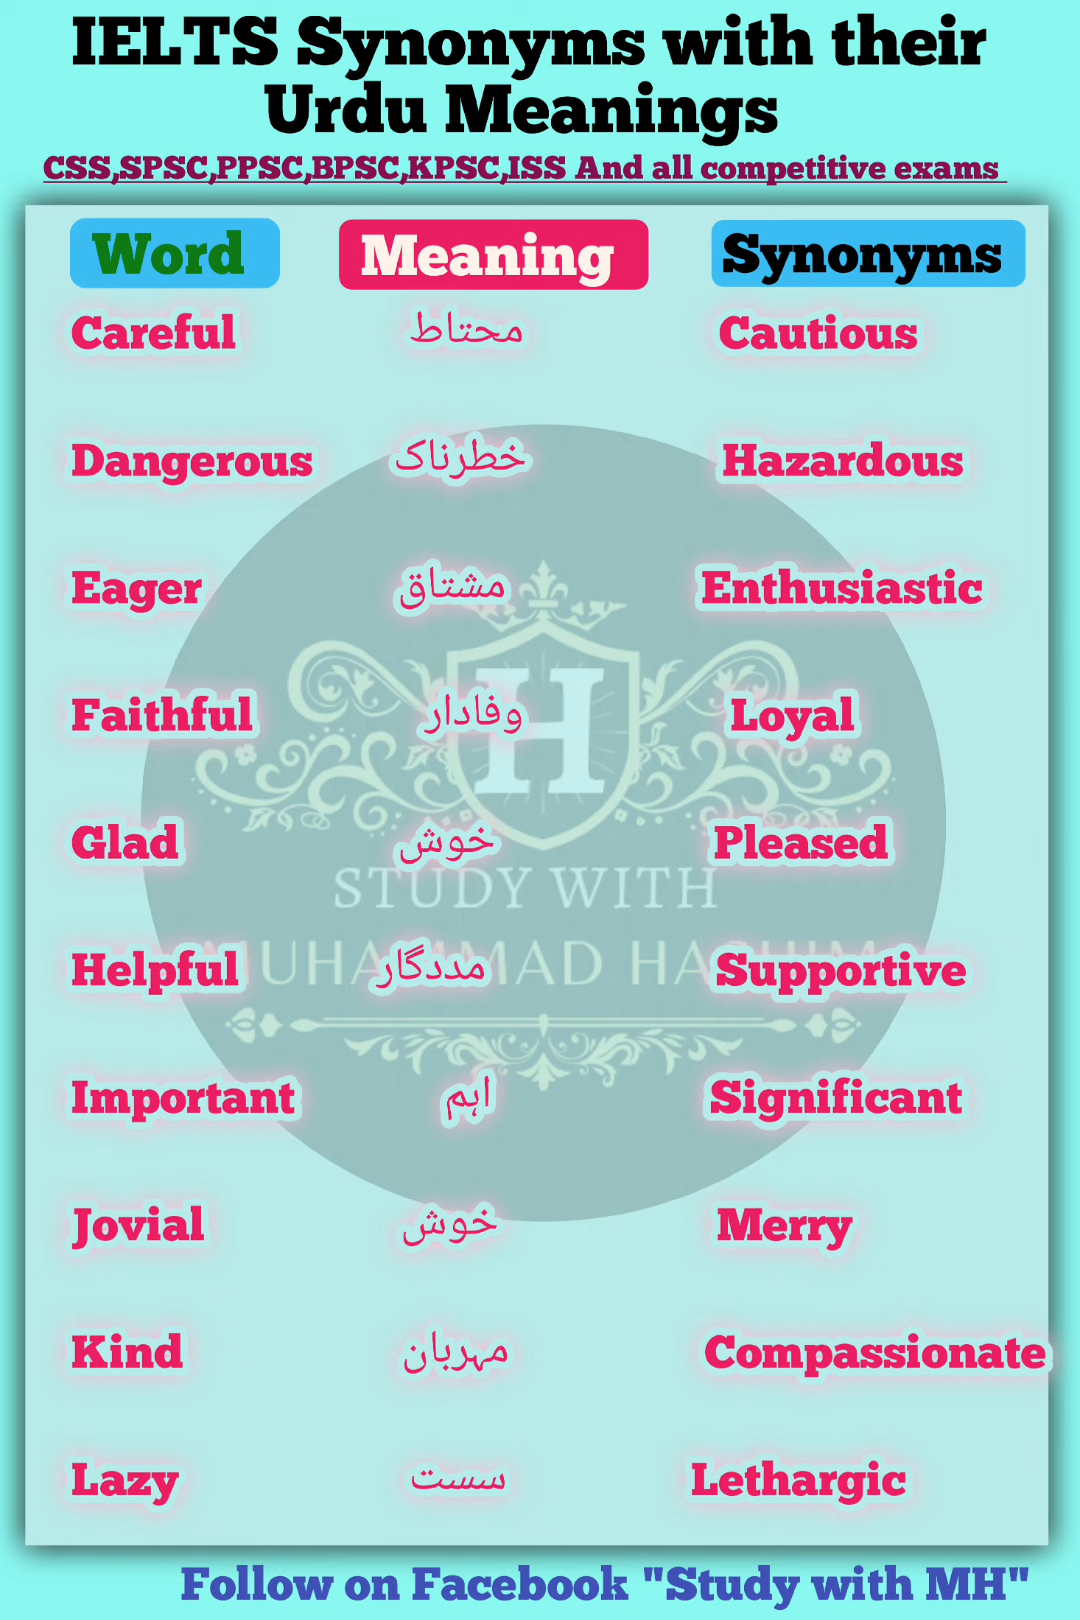 IELTS Synonyms with their
Urdu Meanings
CSS,SPSC,PPSC,BPSC,KPSC,ISS And all competitive exams
Word Meaning Synonyms
Careful محتاط Cautious
Dangerous خطرناک Hazardous
Eager مشتاق Enthusiastic
H
Faithful وفادار Loyal
Glad خوش Pleased
STUDY WITH
Helpful مددگار Supportive
MUHAMMAD HASHIM
Important اہم Significant
Jovial خوش Merry
Kind مہربان Compassionate
Lazy سست Lethargic
Follow on Facebook "Study with MH"